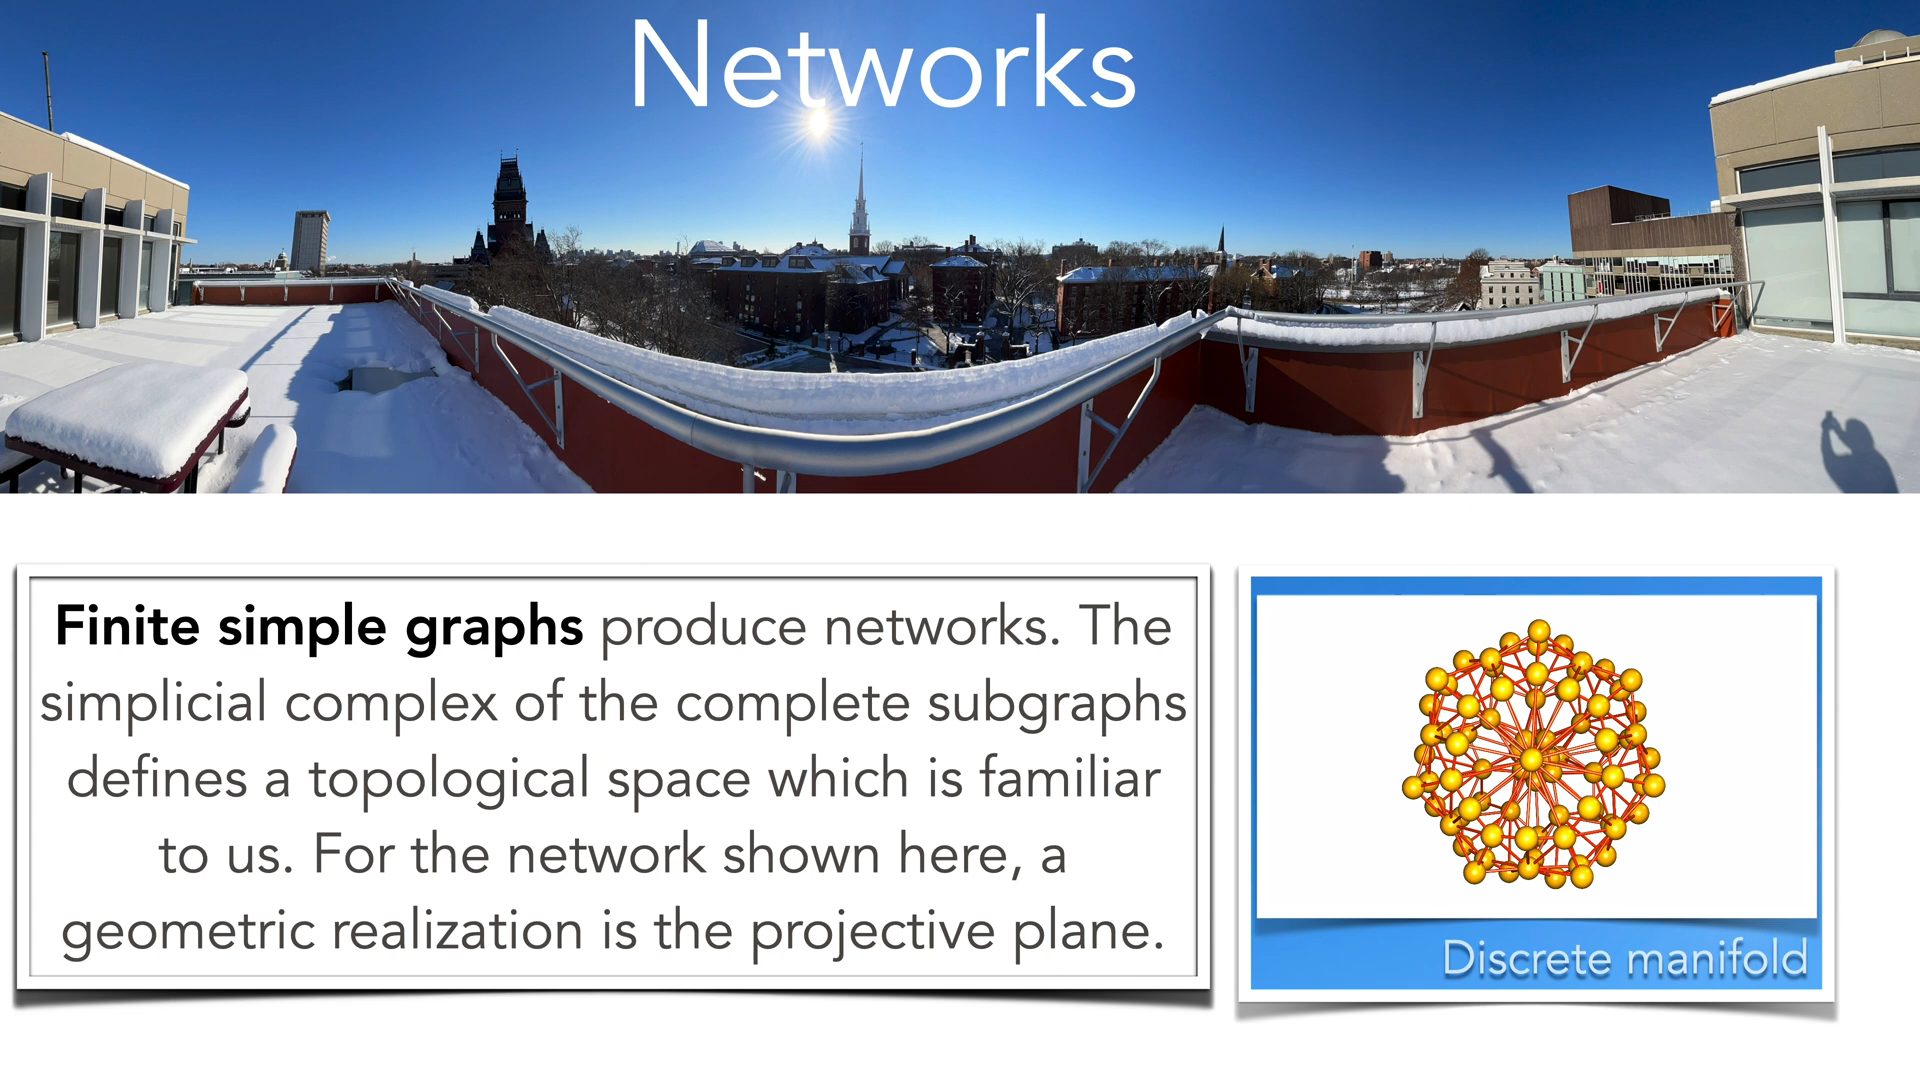 Networks
Finite simple graphs produce networks. The
simplicial complex of the complete subgraphs
defines a topological space which is familiar
to us. For the network shown here, a
geometric realization is the projective plane.
Discrete manifold